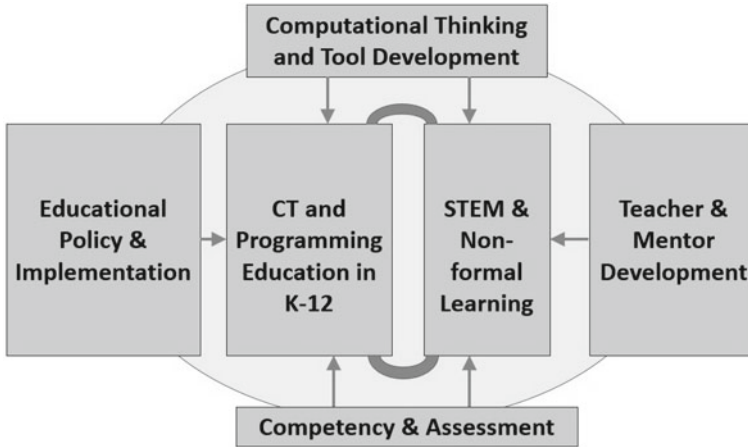 Computational Thinking
and Tool Development
Educational
Policy &
Implementation
CT and
Programming
Education in
K-12
STEM &
Non-
formal
Learning
Teacher &
Mentor
Development
Competency & Assessment